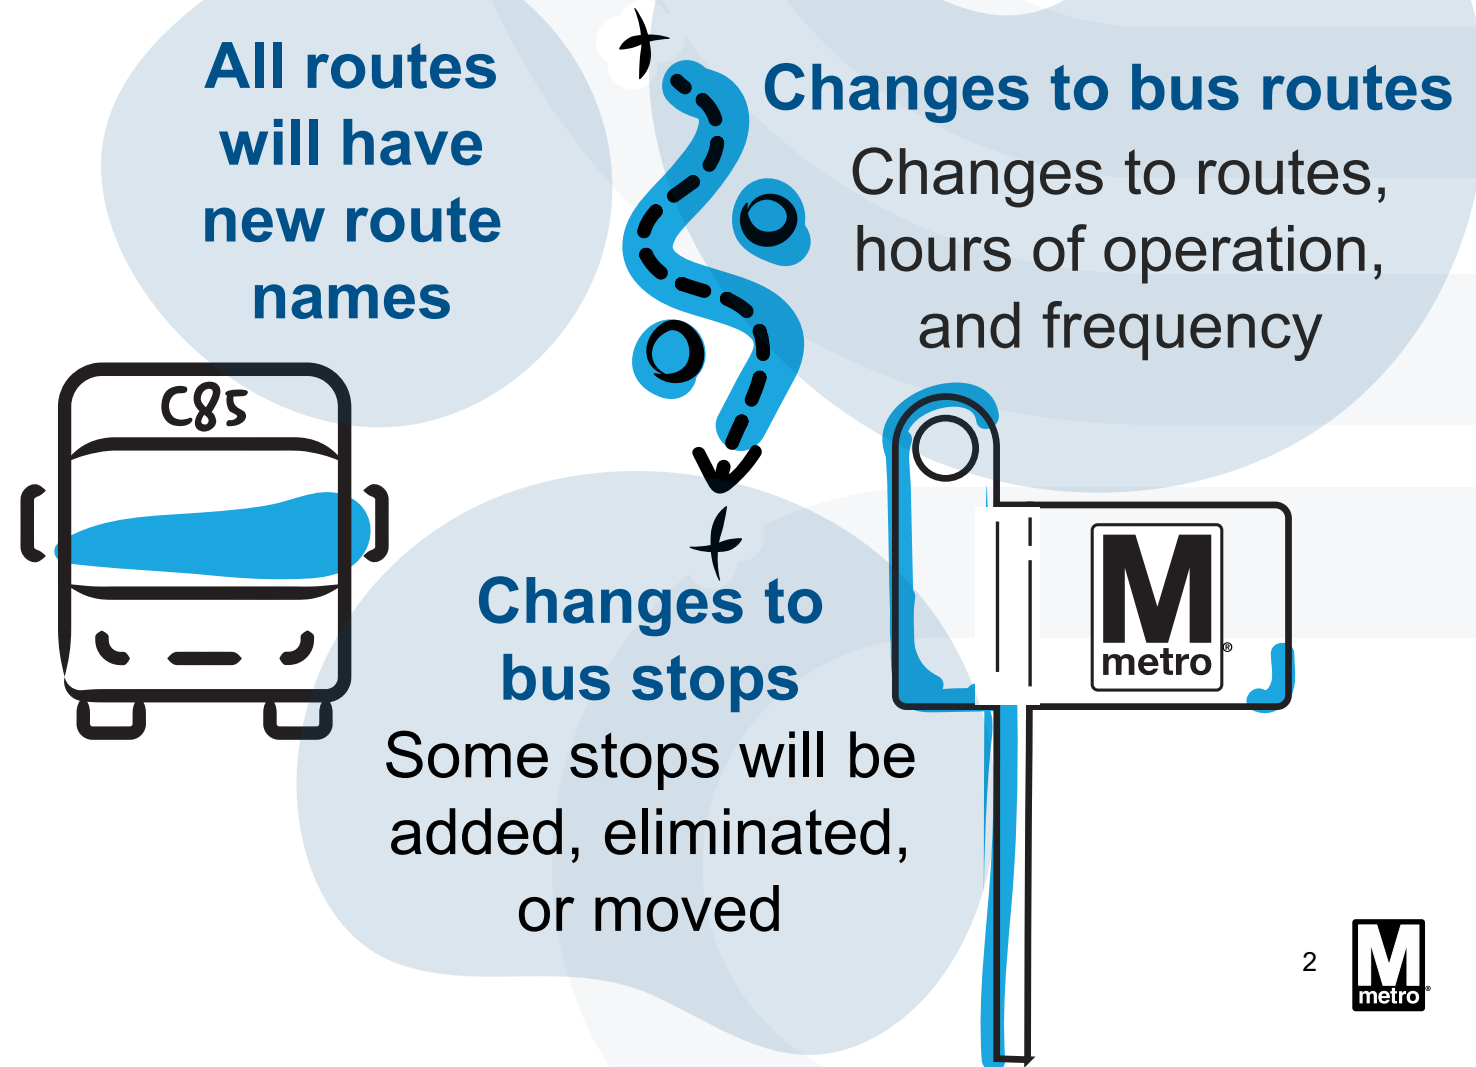 All routes
will have
new route
names
C85
Changes to bus routes
Changes to routes,
hours of operation,
and frequency
M
metro®
Changes to
bus stops
Some stops will be
added, eliminated,
or moved
2
M
metro®